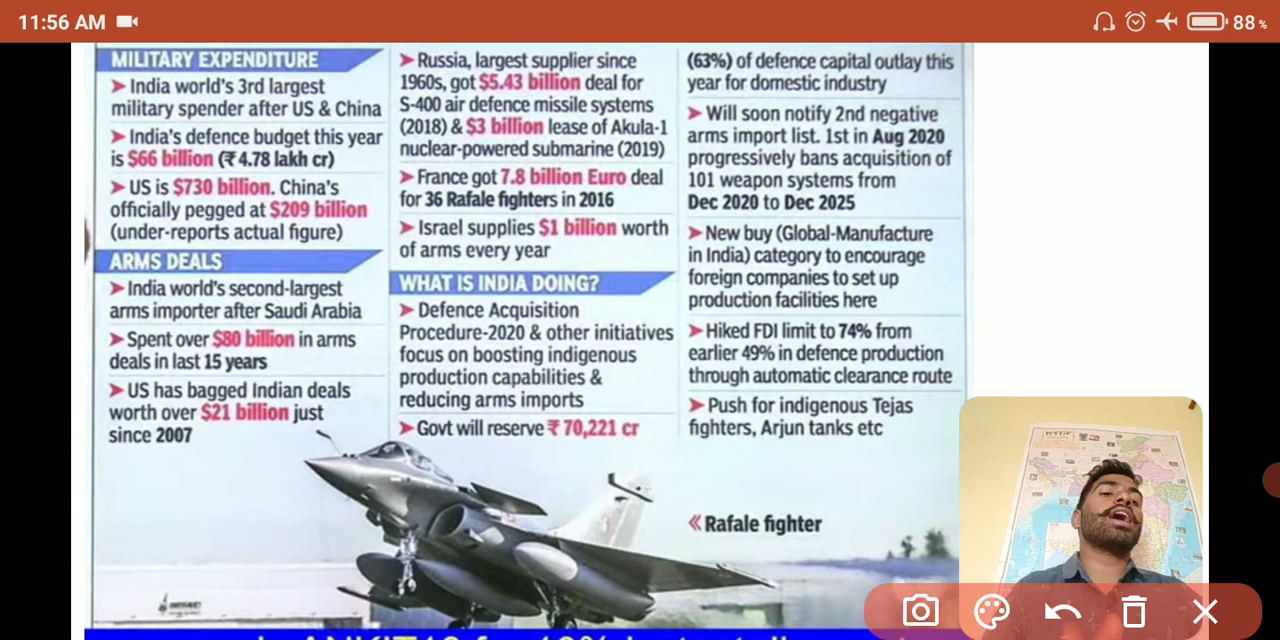 11:56 AM
88%
MILITARY EXPENDITURE
➤ India world's 3rd largest
military spender after US & China
➤ India's defence budget this year
is $66 billion (₹ 4.78 lakh cr)
➤ US is $730 billion. China's
officially pegged at $209 billion
(under-reports actual figure)
ARMS DEALS
➤ India world's second-largest
arms importer after Saudi Arabia
➤ Spent over $80 billion in arms
deals in last 15 years
➤ US has bagged Indian deals
worth over $21 billion just
since 2007
➤ Russia, largest supplier since
1960s, got $5.43 billion deal for
S-400 air defence missile systems
(2018) & $3 billion lease of Akula-1
nuclear-powered submarine (2019)
➤ France got 7.8 billion Euro deal
for 36 Rafale fighters in 2016
➤ Israel supplies $1 billion worth
of arms every year
WHAT IS INDIA DOING?
➤ Defence Acquisition
Procedure-2020 & other initiatives
focus on boosting indigenous
production capabilities &
reducing arms imports
➤ Govt will reserve ₹ 70,221 cr
(63%) of defence capital outlay this
year for domestic industry
➤ Will soon notify 2nd negative
arms import list. 1st in Aug 2020
progressively bans acquisition of
101 weapon systems from
Dec 2020 to Dec 2025
➤ New buy (Global-Manufacture
in India) category to encourage
foreign companies to set up
production facilities here
➤ Hiked FDI limit to 74% from
earlier 49% in defence production
through automatic clearance route
➤ Push for indigenous Tejas
fighters, Arjun tanks etc
« Rafale fighter